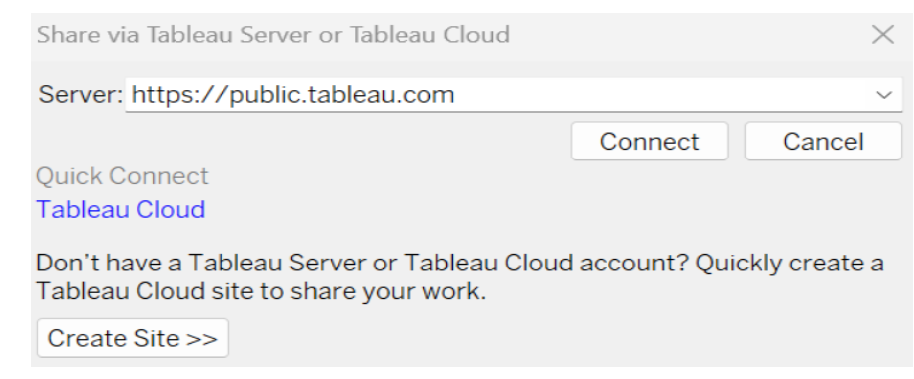 Share via Tableau Server or Tableau Cloud
Server: https://public.tableau.com
Connect Cancel
Quick Connect
Tableau Cloud
Don't have a Tableau Server or Tableau Cloud account? Quickly create a
Tableau Cloud site to share your work.
Create Site >>